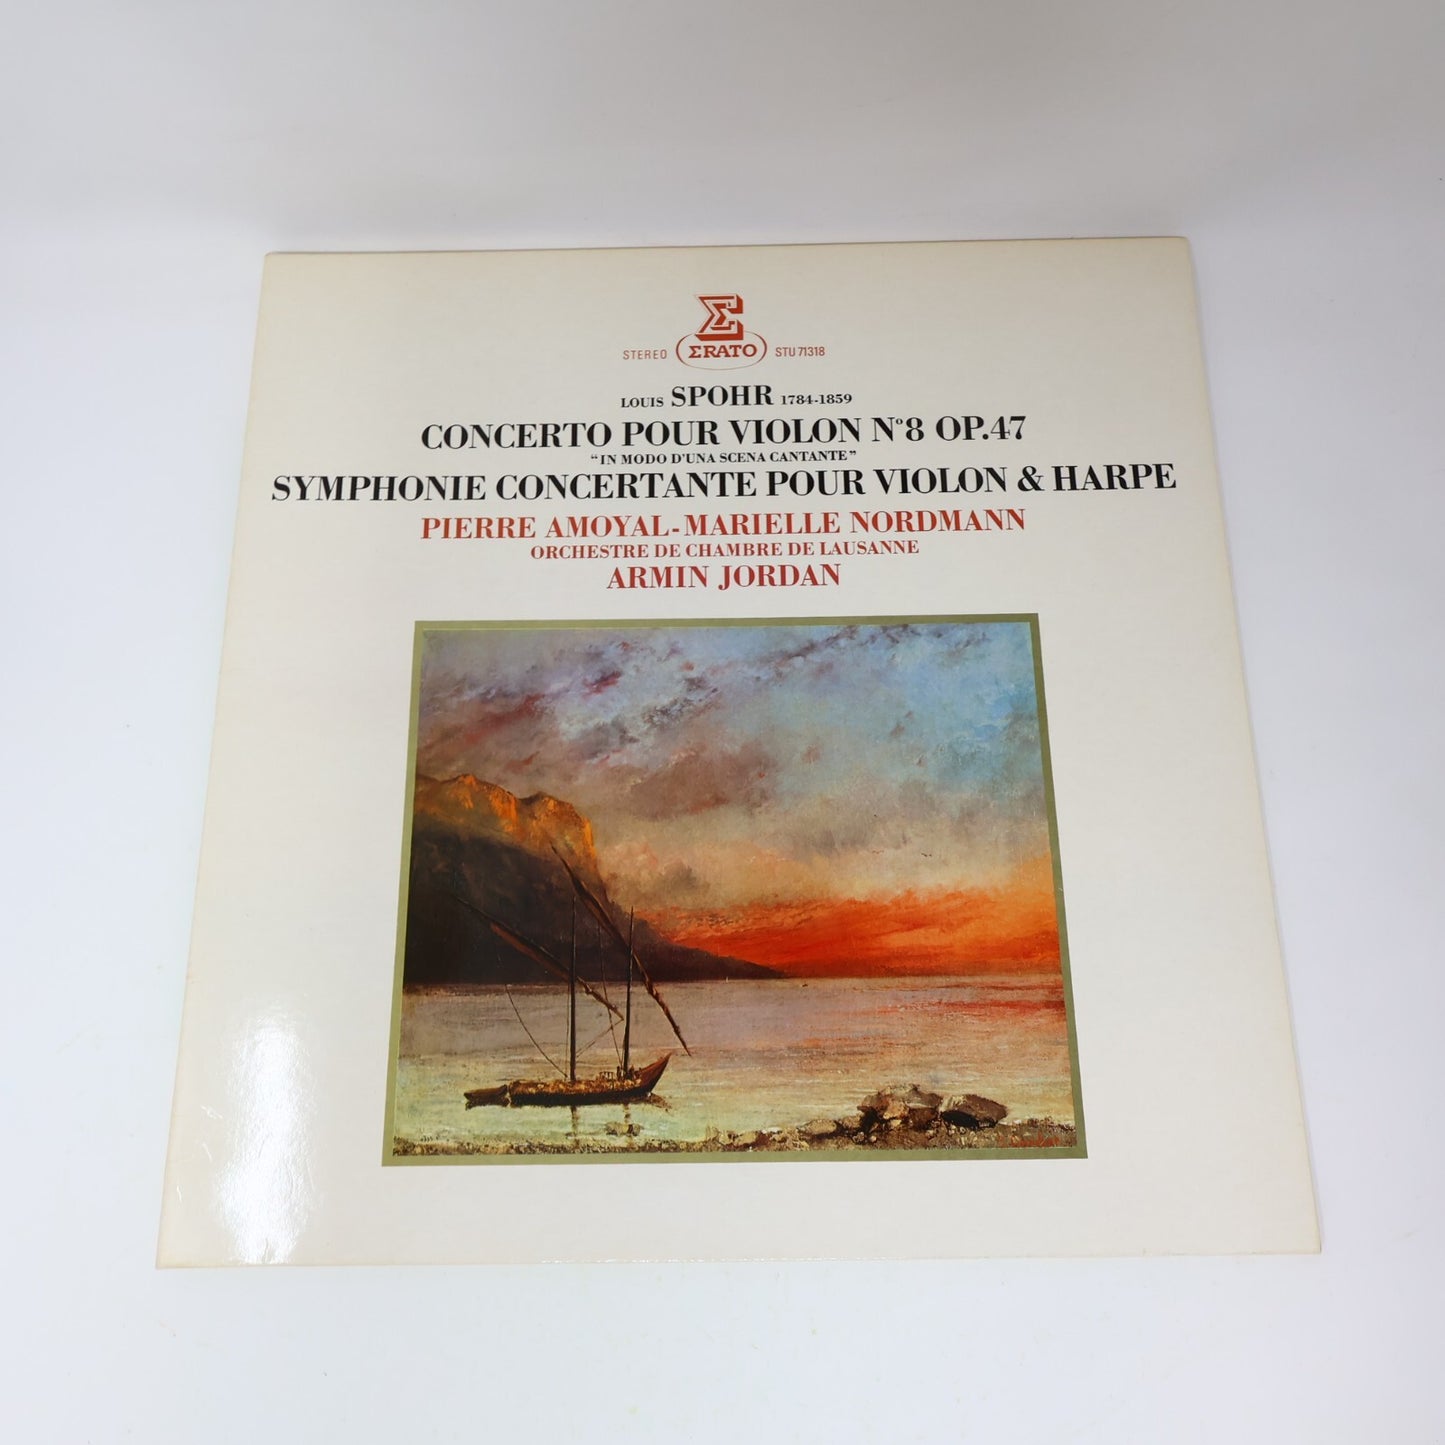 STEREO ΣRATO STU 71318
LOUIS SPOHR 1784-1859
CONCERTO POUR VIOLON N°8 OP.47
“IN MODO D'UNA SCENA CANTANTE”
SYMPHONIE CONCERTANTE POUR VIOLON & HARPE
PIERRE AMOYAL-MARIELLE NORDMANN
ORCHESTRE DE CHAMBRE DE LAUSANNE
ARMIN JORDAN